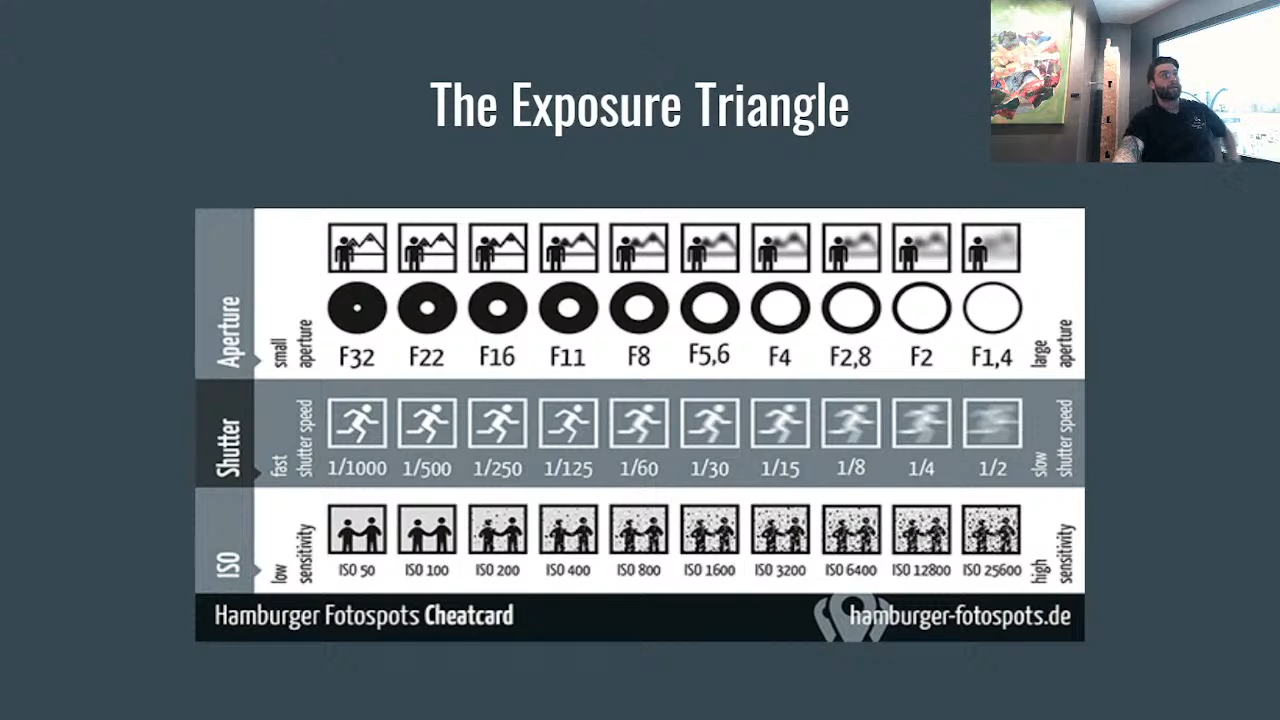 The Exposure Triangle
Aperture
small aperture
F32 F22 F16 F11 F8 F5,6 F4 F2,8 F2 F1,4
large aperture
Shutter
fast shutter speed
1/1000 1/500 1/250 1/125 1/60 1/30 1/15 1/8 1/4 1/2
slow shutter speed
ISO
low sensitivity
ISO 50 ISO 100 ISO 200 ISO 400 ISO 800 ISO 1600 ISO 3200 ISO 6400 ISO 12800 ISO 25600
high sensitivity
Hamburger Fotospots Cheatcard
hamburger-fotospots.de